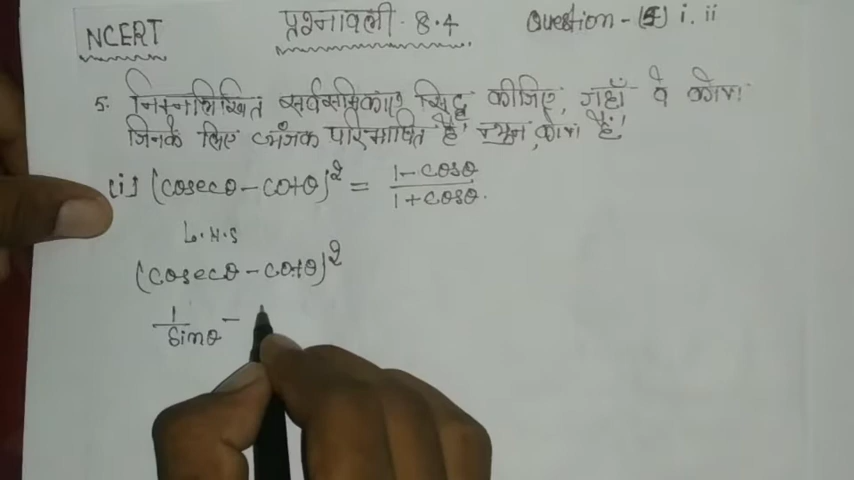 NCERT
प्रश्नावली. 8.4
Question - (5) i. ii
5. निम्नलिखित सर्वसमिकाएं सिद्ध कीजिए, जहाँ वे कोण
जिनके लिए व्यंजक परिभाषित है, न्यून कोण है।
(i) (cosecθ - cotθ)² = 1 - cosθ / 1 + cosθ.
L.H.S
(cosecθ - cotθ)²
1 / Sinθ -